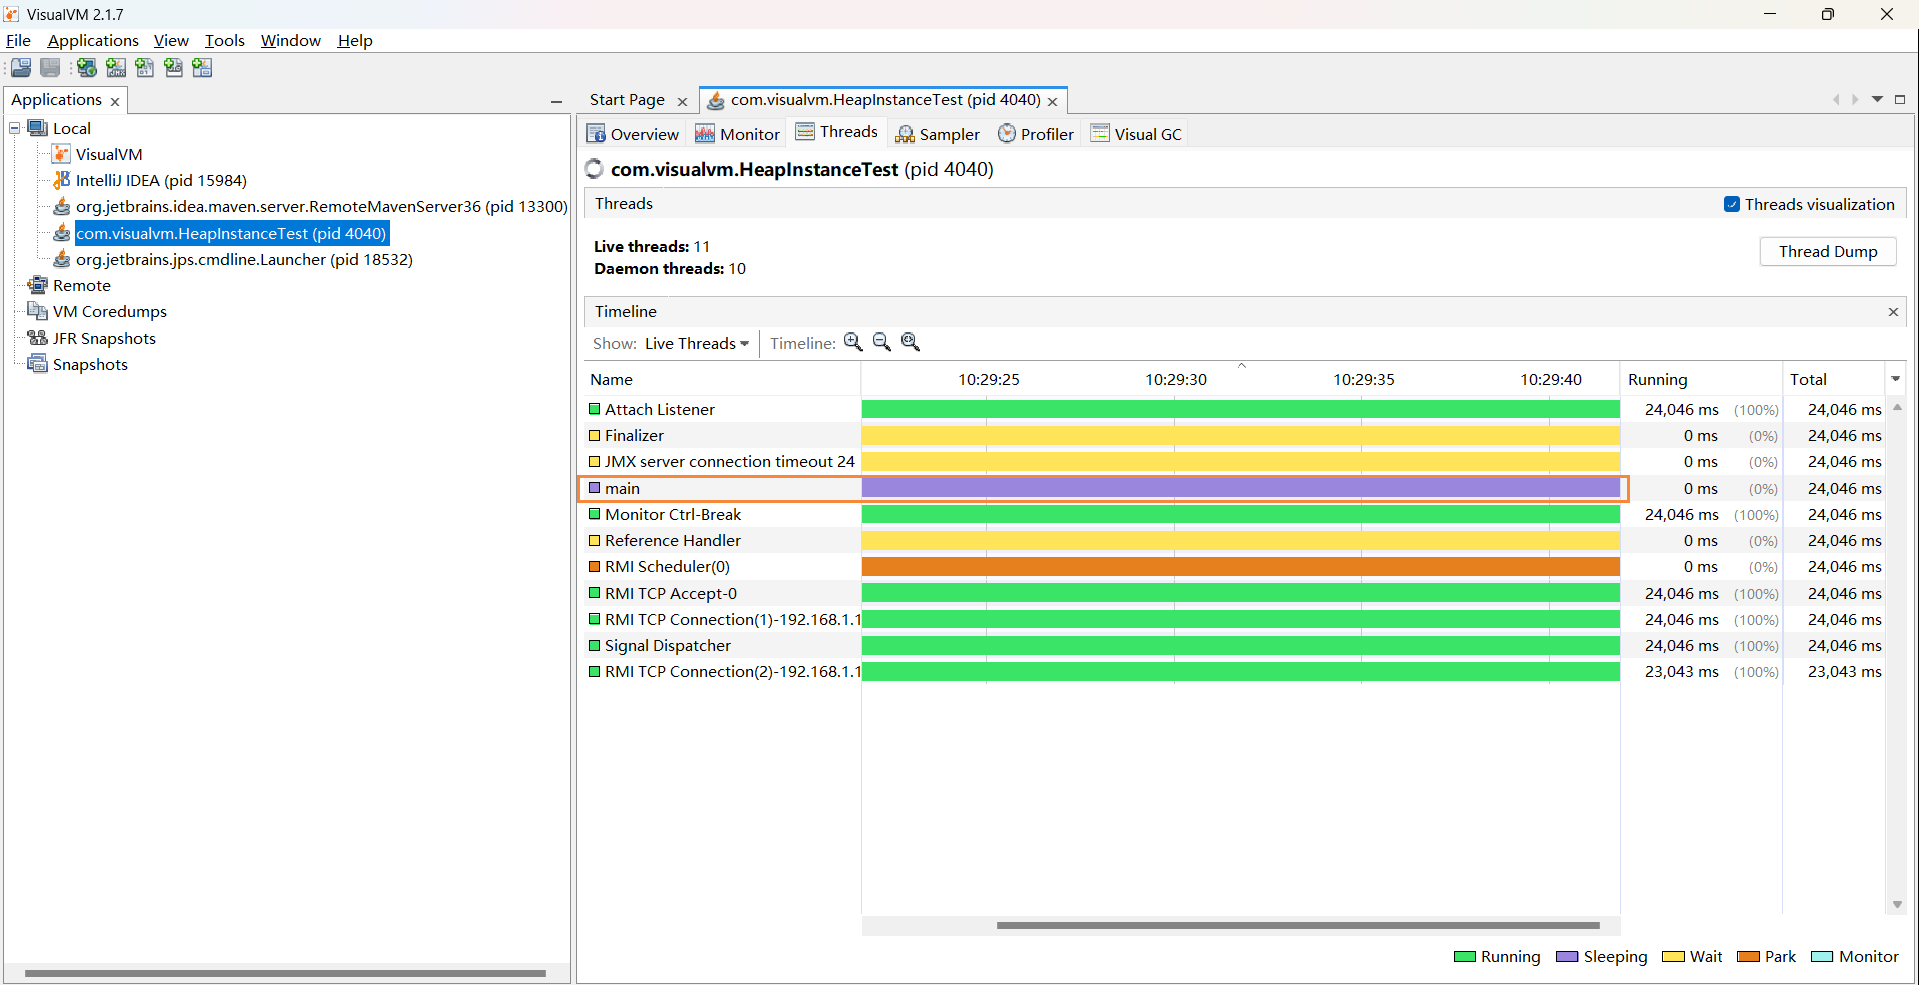 VisualVM 2.1.7
File Applications View Tools Window Help
Applications
Local
VisualVM
IntelliJ IDEA (pid 15984)
org.jetbrains.idea.maven.server.RemoteMavenServer36 (pid 13300)
com.visualvm.HeapInstanceTest (pid 4040)
org.jetbrains.jps.cmdline.Launcher (pid 18532)
Remote
VM Coredumps
JFR Snapshots
Snapshots
Start Page com.visualvm.HeapInstanceTest (pid 4040)
Overview Monitor Threads Sampler Profiler Visual GC
com.visualvm.HeapInstanceTest (pid 4040)
Threads Threads visualization
Live threads: 11
Daemon threads: 10
Thread Dump
Timeline
Show: Live Threads Timeline:
Name 10:29:25 10:29:30 10:29:35 10:29:40 Running Total
Attach Listener 24,046 ms (100%) 24,046 ms
Finalizer 0 ms (0%) 24,046 ms
JMX server connection timeout 24 0 ms (0%) 24,046 ms
main 0 ms (0%) 24,046 ms
Monitor Ctrl-Break 24,046 ms (100%) 24,046 ms
Reference Handler 0 ms (0%) 24,046 ms
RMI Scheduler(0) 0 ms (0%) 24,046 ms
RMI TCP Accept-0 24,046 ms (100%) 24,046 ms
RMI TCP Connection(1)-192.168.1.1 24,046 ms (100%) 24,046 ms
Signal Dispatcher 24,046 ms (100%) 24,046 ms
RMI TCP Connection(2)-192.168.1.1 23,043 ms (100%) 23,043 ms
Running Sleeping Wait Park Monitor